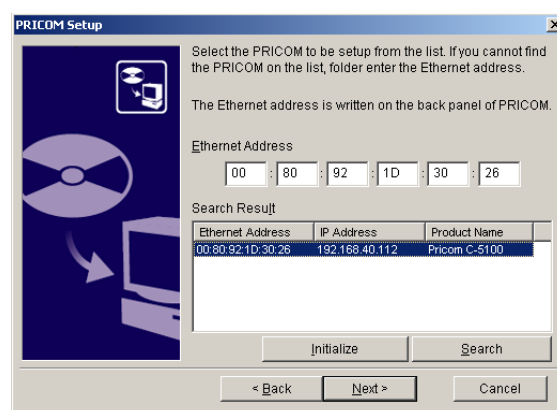 PRICOM Setup
Select the PRICOM to be setup from the list. If you cannot find
the PRICOM on the list, folder enter the Ethernet address.
The Ethernet address is written on the back panel of PRICOM.
Ethernet Address
00 : 80 : 92 : 1D : 30 : 26
Search Result
Ethernet Address IP Address Product Name
00:80:92:1D:30:26 192.168.40.112 Pricom C-5100
Initialize Search
< Back Next > Cancel